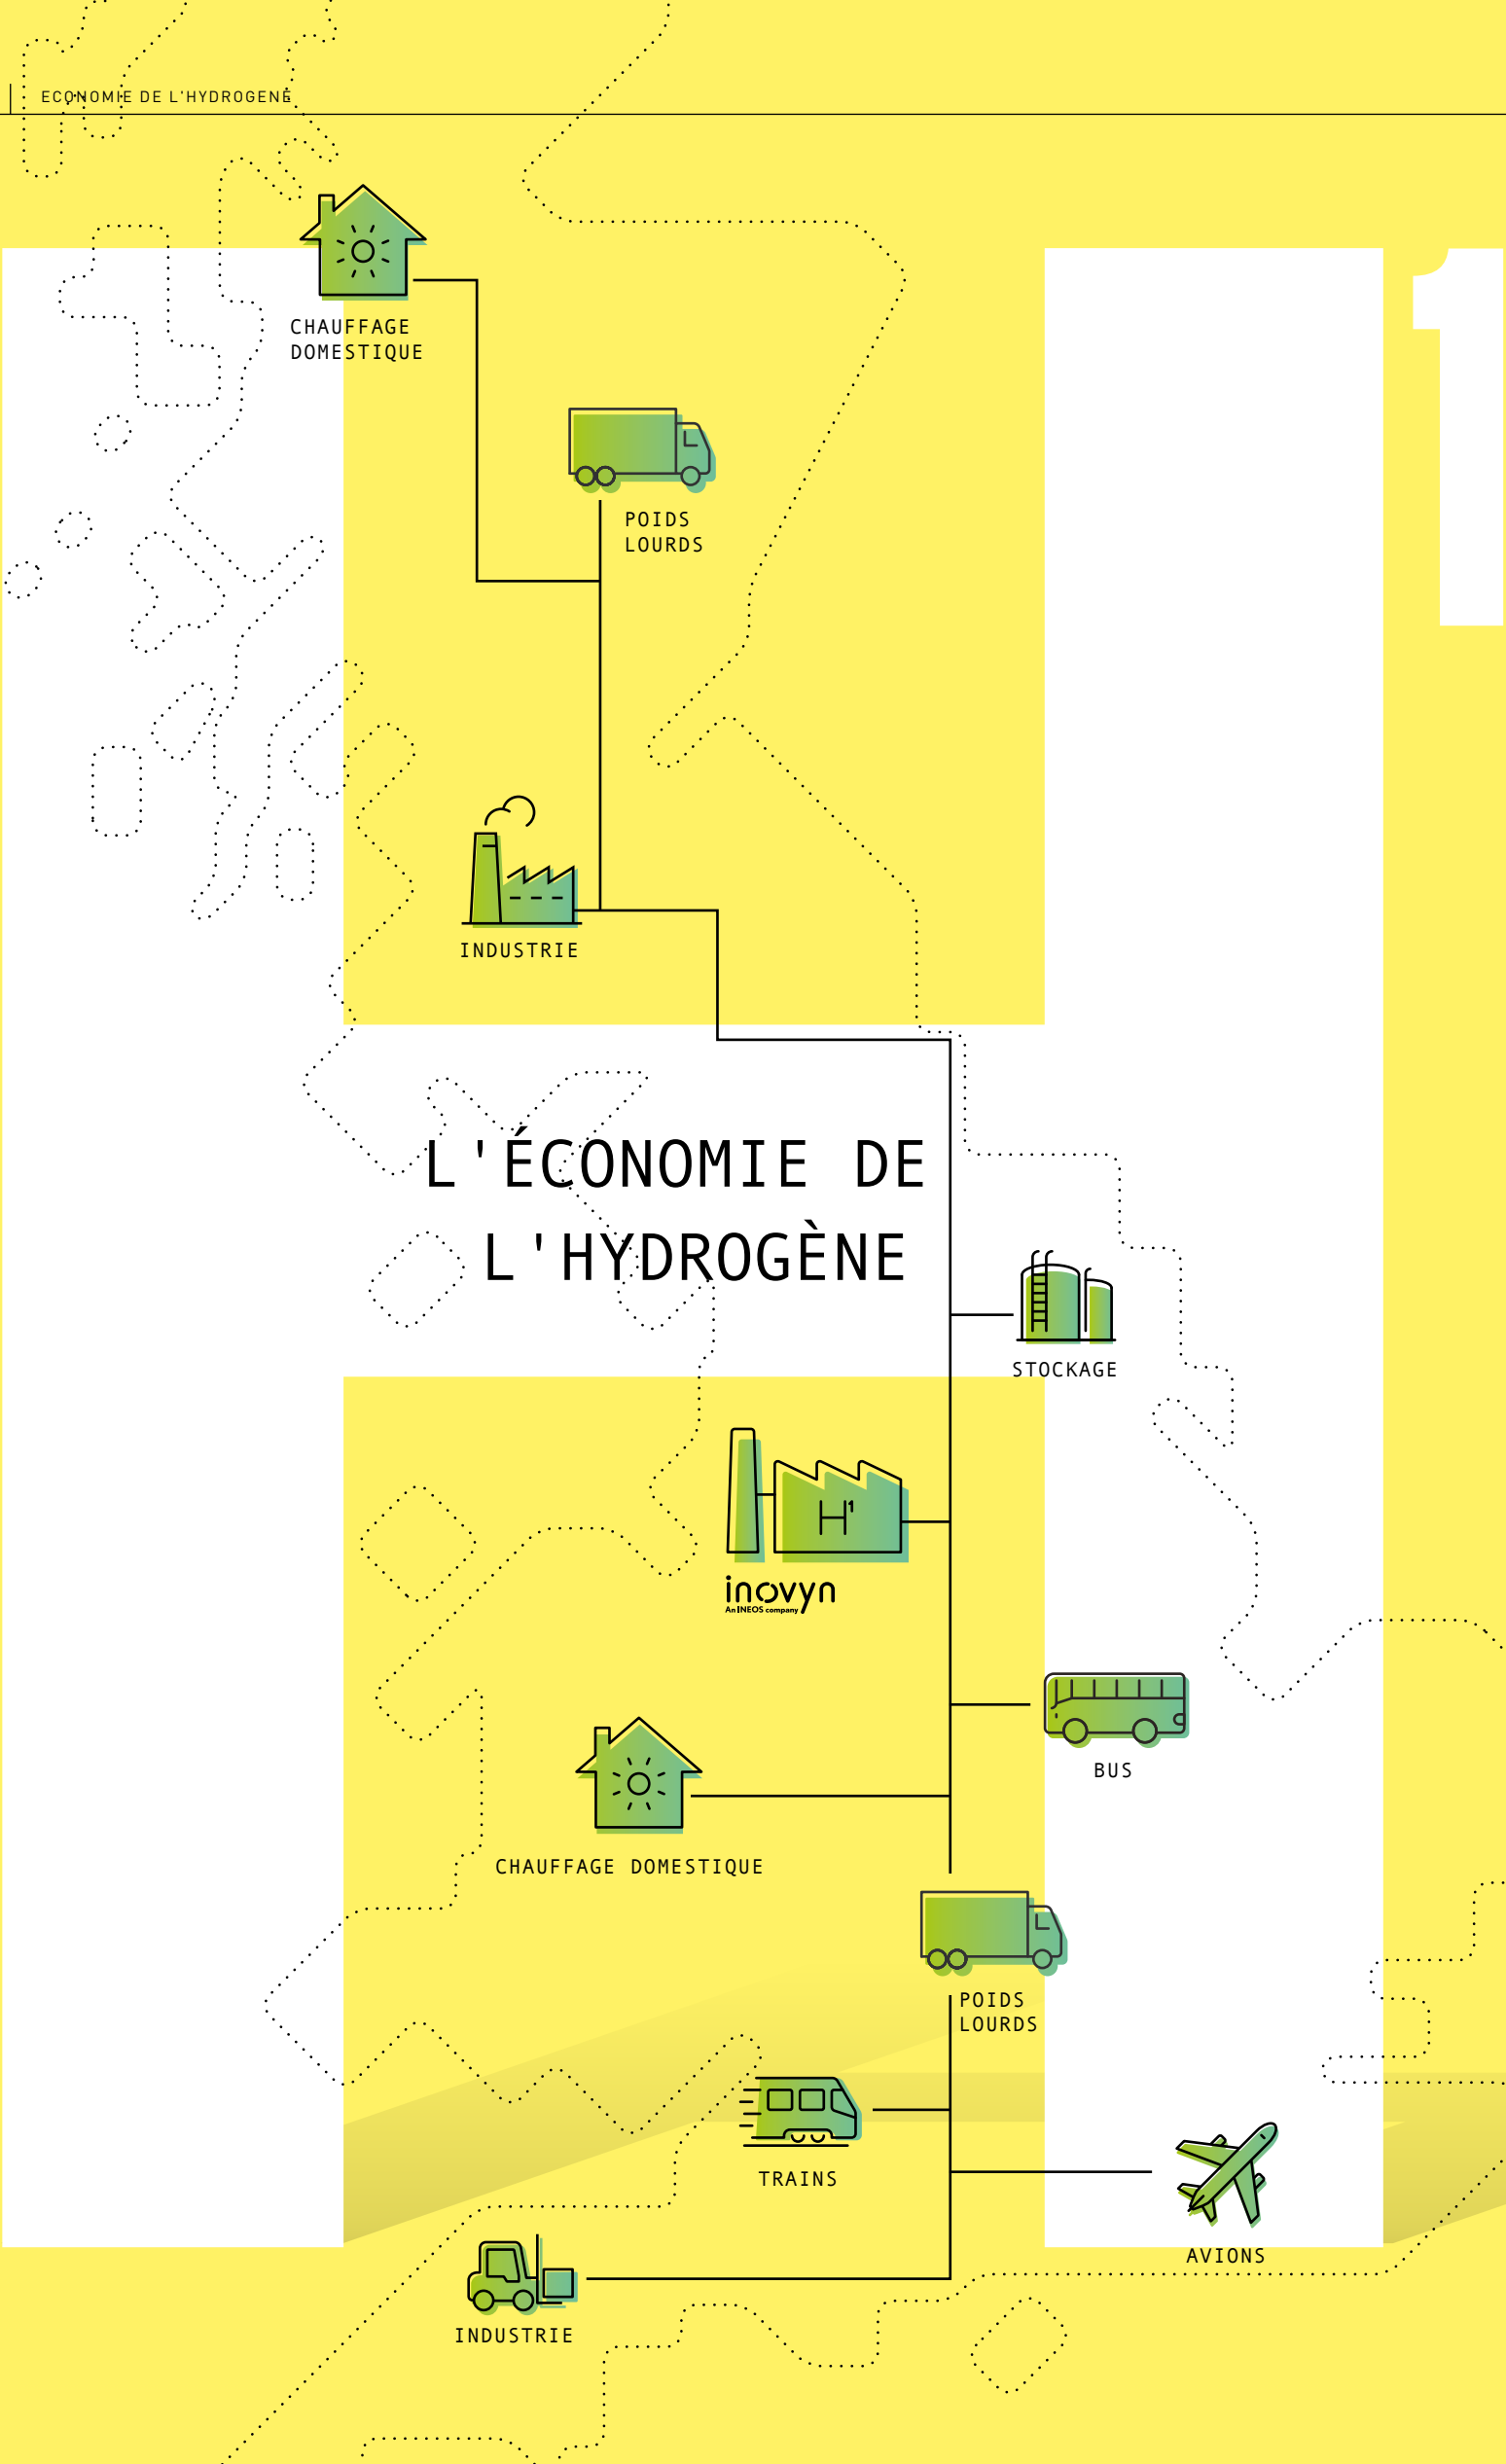 ECONOMIE DE L'HYDROGENE
CHAUFFAGE
DOMESTIQUE
POIDS
LOURDS
INDUSTRIE
L'ÉCONOMIE DE
L'HYDROGÈNE
STOCKAGE
H1
inovyn
An INEOS company
BUS
CHAUFFAGE DOMESTIQUE
POIDS
LOURDS
TRAINS
AVIONS
INDUSTRIE